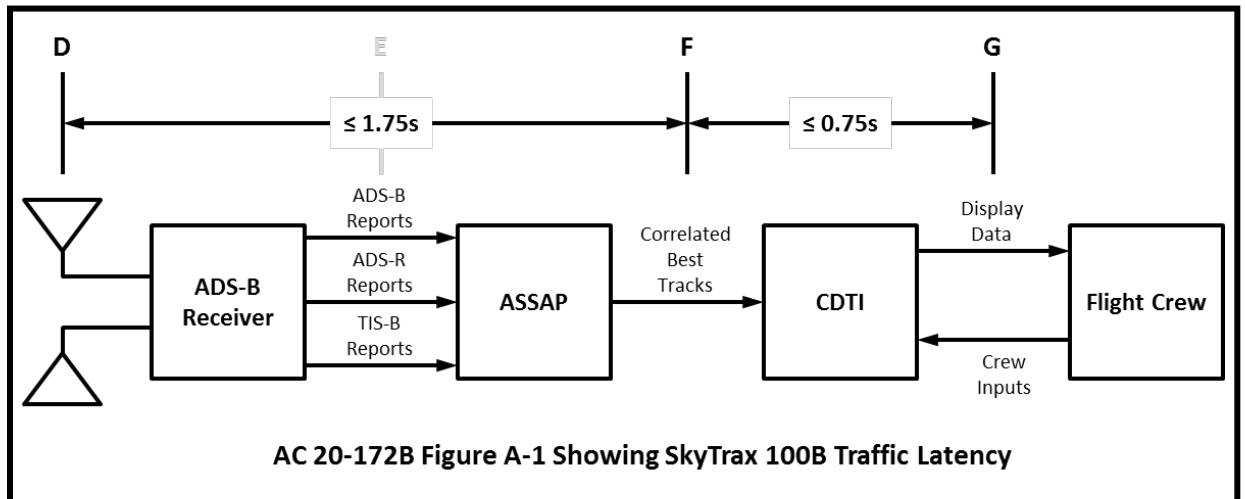 D E F G
≤ 1.75s ≤ 0.75s
ADS-B
Reports
ADS-B
Receiver
ADS-R
Reports
TIS-B
Reports
ASSAP
Correlated
Best
Tracks
CDTI
Display
Data
Crew
Inputs
Flight Crew
AC 20-172B Figure A-1 Showing SkyTrax 100B Traffic Latency